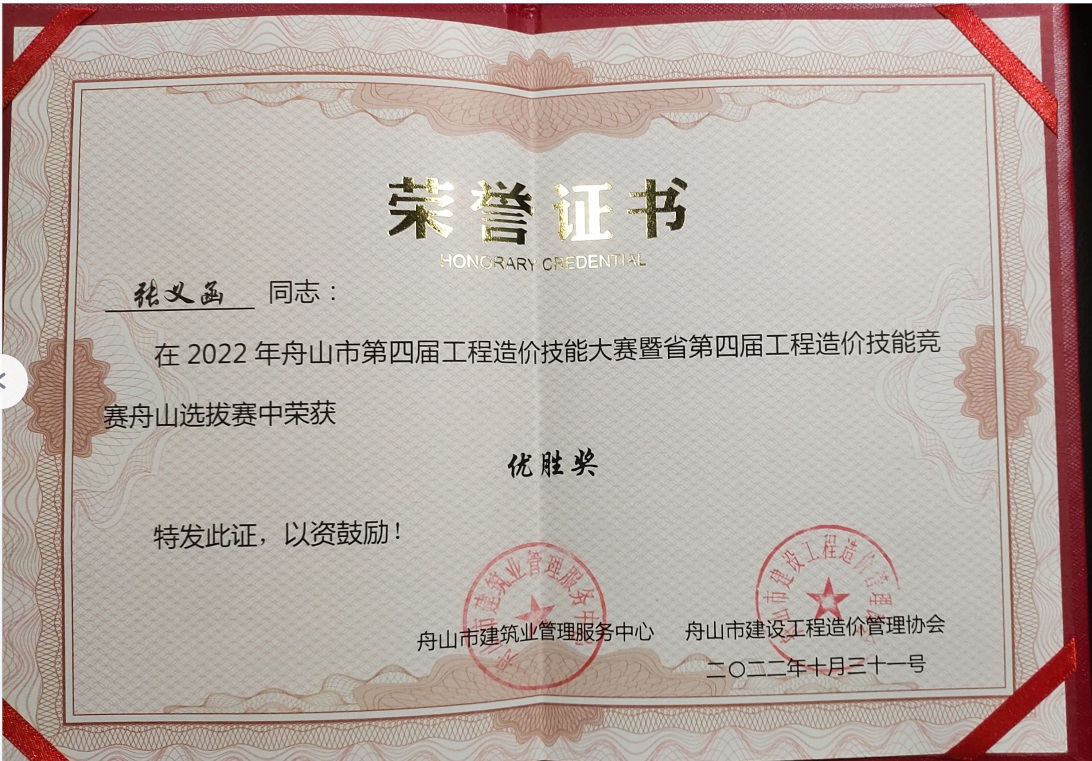 荣誉证书
HONORARY CREDENTIAL
张义函 同志：
在 2022 年舟山市第四届工程造价技能大赛暨省第四届工程造价技能竞
赛舟山选拔赛中荣获
优胜奖
特发此证，以资鼓励！
舟山市建筑业管理服务中心 舟山市建设工程造价管理协会
二〇二二年十月三十一号